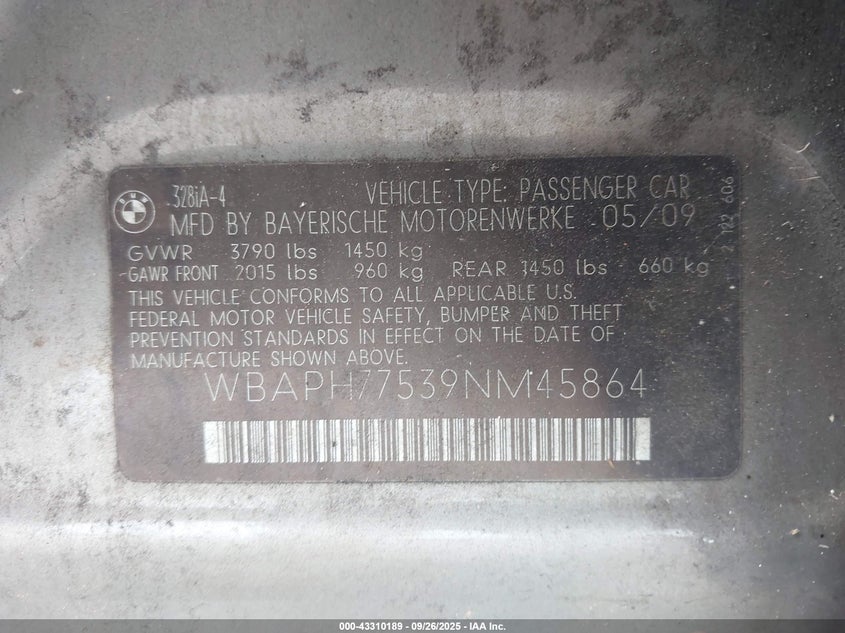 328iA-4 VEHICLE TYPE: PASSENGER CAR
BMW
MFD BY BAYERISCHE MOTORENWERKE 05/09
GVWR 3790 lbs 1450 kg
GAWR FRONT 2015 lbs 960 kg REAR 1450 lbs 660 kg
THIS VEHICLE CONFORMS TO ALL APPLICABLE U.S.
FEDERAL MOTOR VEHICLE SAFETY, BUMPER AND THEFT
PREVENTION STANDARDS IN EFFECT ON THE DATE OF
MANUFACTURE SHOWN ABOVE.
WBAPH77539NM45864
122 606
000-43310189 - 09/26/2025 - IAA Inc.